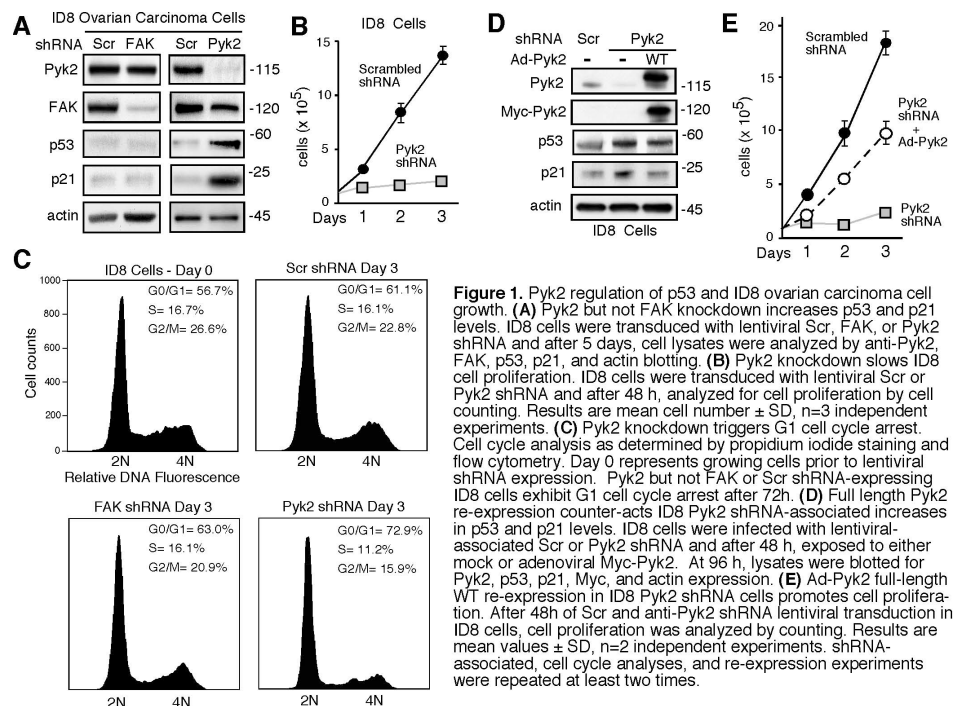 A
ID8 Ovarian Carcinoma Cells
shRNA Scr FAK Scr Pyk2
Pyk2 -115
FAK -120
p53 -60
p21 -25
actin -45
B
ID8 Cells
cells (x 10⁵)
15
10
5
0
Scrambled
shRNA
Pyk2
shRNA
Days 1 2 3
D
shRNA Scr Pyk2
Ad-Pyk2 - - WT
Pyk2 -115
Myc-Pyk2 -120
p53 -60
p21 -25
actin -45
ID8 Cells
E
cells (x 10⁵)
20
15
10
5
0
Scrambled
shRNA
Pyk2
shRNA
+
Ad-Pyk2
Pyk2
shRNA
Days 1 2 3
C
ID8 Cells - Day 0
Cell counts
1000
800
600
400
200
0
G0/G1= 56.7%
S= 16.7%
G2/M= 26.6%
2N 4N
Relative DNA Fluorescence
Scr shRNA Day 3
G0/G1= 61.1%
S= 16.1%
G2/M= 22.8%
2N 4N
FAK shRNA Day 3
G0/G1= 63.0%
S= 16.1%
G2/M= 20.9%
2N 4N
Pyk2 shRNA Day 3
G0/G1= 72.9%
S= 11.2%
G2/M= 15.9%
2N 4N
Figure 1. Pyk2 regulation of p53 and ID8 ovarian carcinoma cell
growth. (A) Pyk2 but not FAK knockdown increases p53 and p21
levels. ID8 cells were transduced with lentiviral Scr, FAK, or Pyk2
shRNA and after 5 days, cell lysates were analyzed by anti-Pyk2,
FAK, p53, p21, and actin blotting. (B) Pyk2 knockdown slows ID8
cell proliferation. ID8 cells were transduced with lentiviral Scr or
Pyk2 shRNA and after 48 h, analyzed for cell proliferation by cell
counting. Results are mean cell number ± SD, n=3 independent
experiments. (C) Pyk2 knockdown triggers G1 cell cycle arrest.
Cell cycle analysis as determined by propidium iodide staining and
flow cytometry. Day 0 represents growing cells prior to lentiviral
shRNA expression. Pyk2 but not FAK or Scr shRNA-expressing
ID8 cells exhibit G1 cell cycle arrest after 72h. (D) Full length Pyk2
re-expression counter-acts ID8 Pyk2 shRNA-associated increases
in p53 and p21 levels. ID8 cells were infected with lentiviral-
associated Scr or Pyk2 shRNA and after 48 h, exposed to either
mock or adenoviral Myc-Pyk2. At 96 h, lysates were blotted for
Pyk2, p53, p21, Myc, and actin expression. (E) Ad-Pyk2 full-length
WT re-expression in ID8 Pyk2 shRNA cells promotes cell prolifera-
tion. After 48h of Scr and anti-Pyk2 shRNA lentiviral transduction in
ID8 cells, cell proliferation was analyzed by counting. Results are
mean values ± SD, n=2 independent experiments. shRNA-
associated, cell cycle analyses, and re-expression experiments
were repeated at least two times.